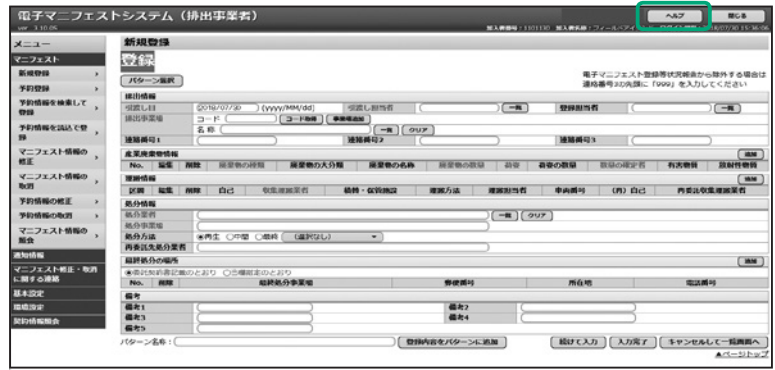 電子マニフェストシステム（排出事業者）
ver 3.10.05
ヘルプ 閉じる
加入者番号：1101130
メニュー
マニフェスト
新規登録
予約登録
予約情報を検索して
登録
予約情報を読込で登
録
マニフェスト情報の
修正
マニフェスト情報の
取消
予約情報の修正
予約情報の取消
マニフェスト情報の
照会
通知情報
マニフェスト修正・取消
に関する連絡
基本設定
環境設定
契約情報照会
新規登録
登録
パターン選択
電子マニフェスト登録等状況報告から除外する場合は
連絡番号3の先頭に「999」を入力してください
排出情報
引渡し日 2018/07/30 (yyyy/MM/dd) 引渡し担当者 一覧 登録担当者 一覧
排出事業場 コード コード検索 事業場追加
名称 一覧 クリア
連絡番号1 連絡番号2 連絡番号3
産業廃棄物情報 追加
No. 編集 削除 廃棄物の種類 廃棄物の大分類 廃棄物の名称 廃棄物の数量 荷姿 荷姿の数量 数量の確定者 有害物質 放射性物質
運搬情報 追加
区間 編集 削除 自己 収集運搬業者 積替・保管施設 運搬方法 運搬担当者 車両番号 (再) 自己 再委託収集運搬業者
処分情報
処分業者 一覧 クリア
処分事業場
処分方法 再生 中間 最終 (選択なし)
再委託先処分業者
最終処分の場所 追加
委託契約書記載のとおり 当欄指定のとおり
No. 削除 最終処分事業場 郵便番号 所在地 電話番号
備考
備考1 備考2
備考3 備考4
備考5
パターン名称： 登録内容をパターンに追加 続けて入力 入力完了 キャンセルして一覧画面へ
▲ページトップ